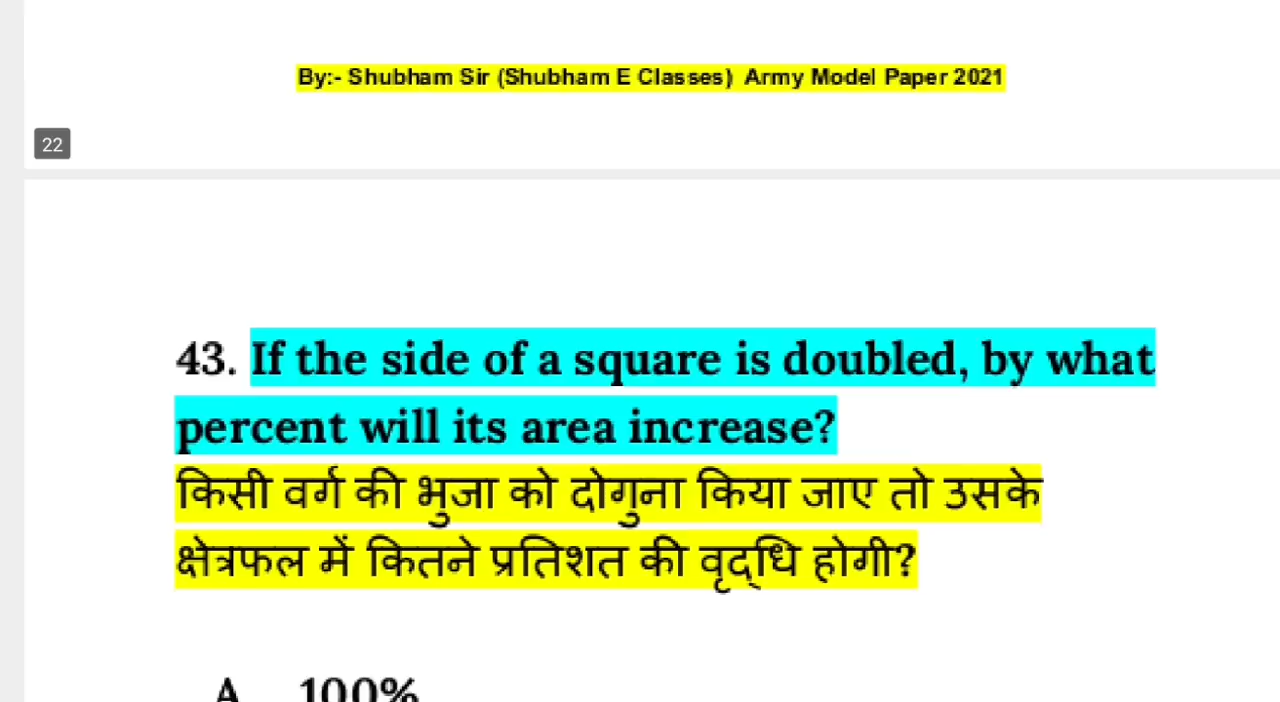 By:- Shubham Sir (Shubham E Classes) Army Model Paper 2021
22
43. If the side of a square is doubled, by what
percent will its area increase?
किसी वर्ग की भुजा को दोगुना किया जाए तो उसके
क्षेत्रफल में कितने प्रतिशत की वृद्धि होगी?
A 100%